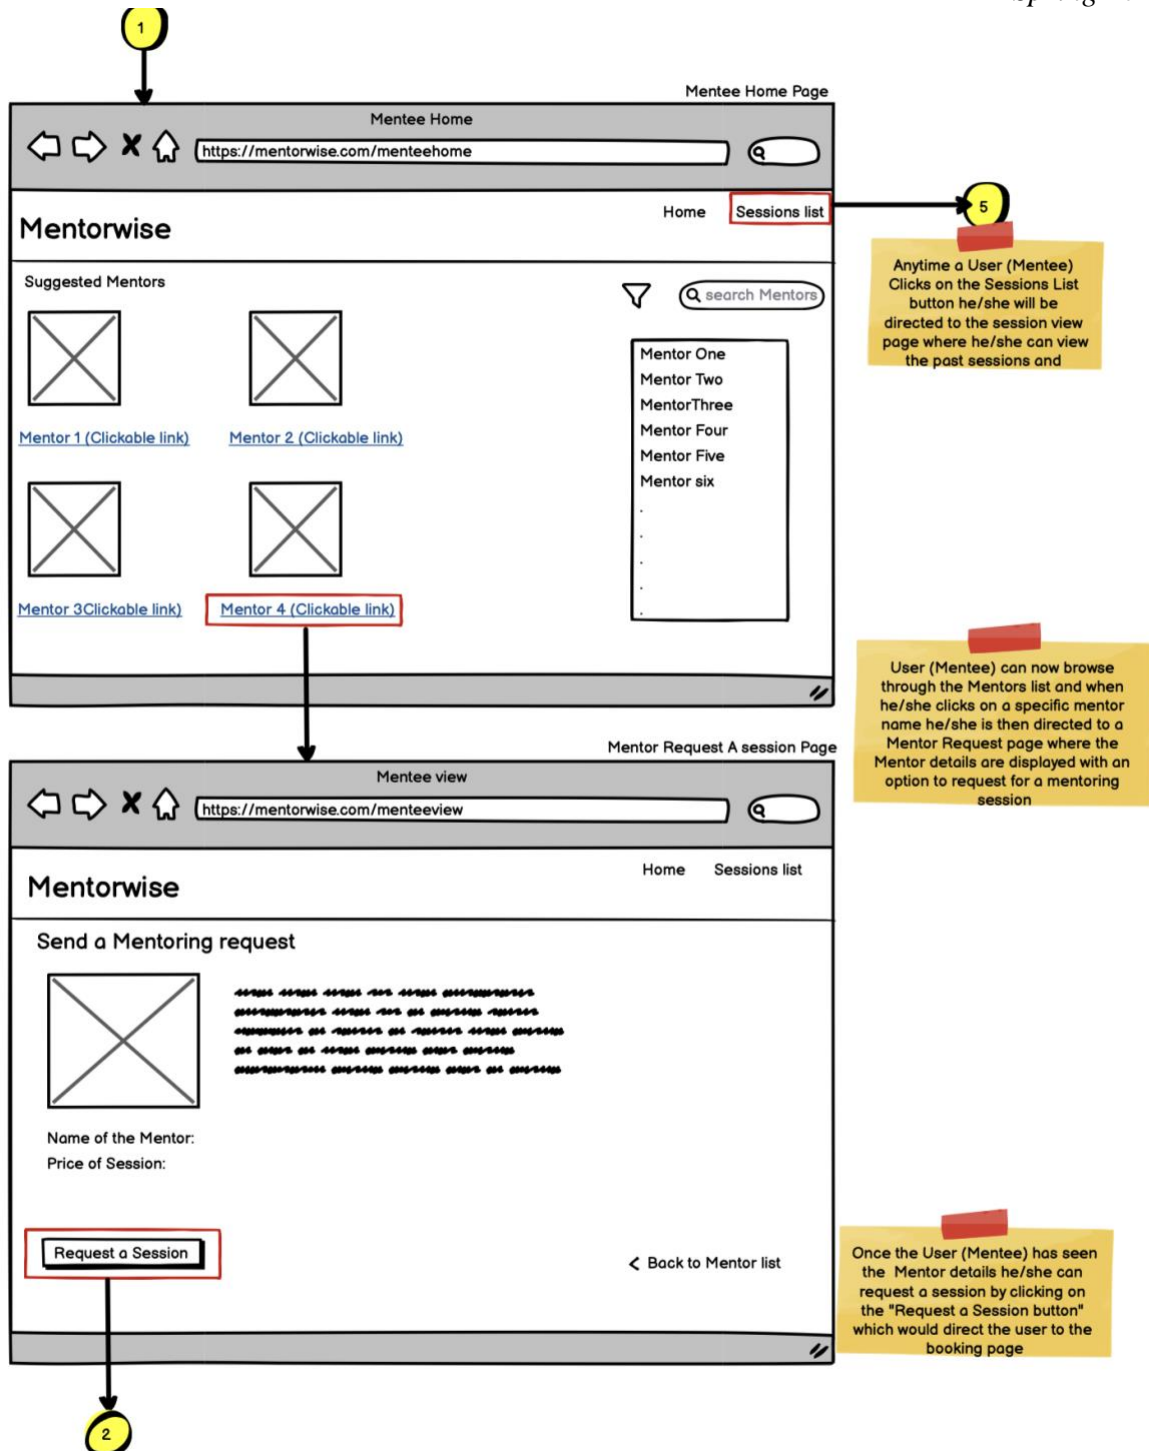 1
Mentee Home Page
Mentee Home
https://mentorwise.com/menteehome
Home Sessions list
5
Mentorwise
Anytime a User (Mentee)
Clicks on the Sessions List
button he/she will be
directed to the session view
page where he/she can view
the past sessions and
Suggested Mentors
search Mentors
Mentor One
Mentor Two
MentorThree
Mentor Four
Mentor Five
Mentor six
.
.
.
.
.
Mentor 1 (Clickable link) Mentor 2 (Clickable link)
Mentor 3Clickable link) Mentor 4 (Clickable link)
User (Mentee) can now browse
through the Mentors list and when
he/she clicks on a specific mentor
name he/she is then directed to a
Mentor Request page where the
Mentor details are displayed with an
option to request for a mentoring
session
Mentor Request A session Page
Mentee view
https://mentorwise.com/menteeview
Home Sessions list
Mentorwise
Send a Mentoring request
Name of the Mentor:
Price of Session:
Request a Session
< Back to Mentor list
Once the User (Mentee) has seen
the Mentor details he/she can
request a session by clicking on
the "Request a Session button"
which would direct the user to the
booking page
2